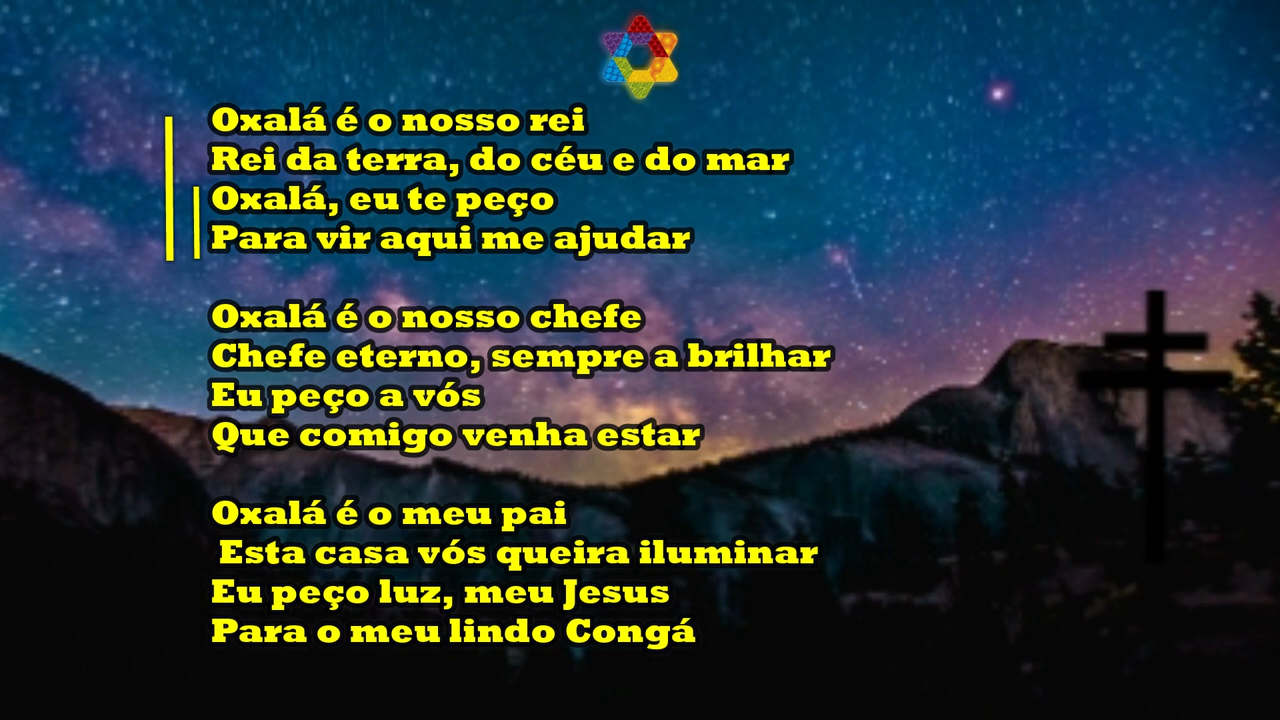 Oxalá é o nosso rei
Rei da terra, do céu e do mar
Oxalá, eu te peço
Para vir aqui me ajudar
Oxalá é o nosso chefe
Chefe eterno, sempre a brilhar
Eu peço a vós
Que comigo venha estar
Oxalá é o meu pai
Esta casa vós queira iluminar
Eu peço luz, meu Jesus
Para o meu lindo Congá